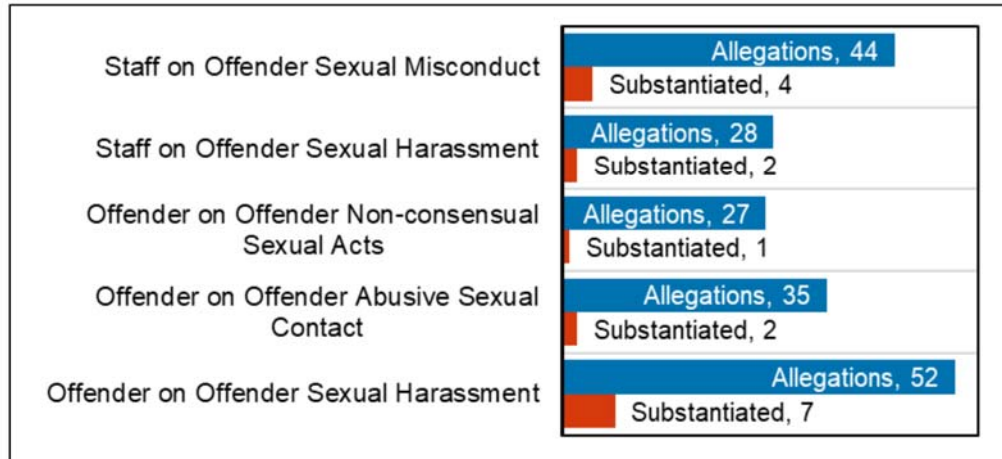 Staff on Offender Sexual Misconduct
Allegations, 44
Substantiated, 4
Staff on Offender Sexual Harassment
Allegations, 28
Substantiated, 2
Offender on Offender Non-consensual
Sexual Acts
Allegations, 27
Substantiated, 1
Offender on Offender Abusive Sexual
Contact
Allegations, 35
Substantiated, 2
Offender on Offender Sexual Harassment
Allegations, 52
Substantiated, 7